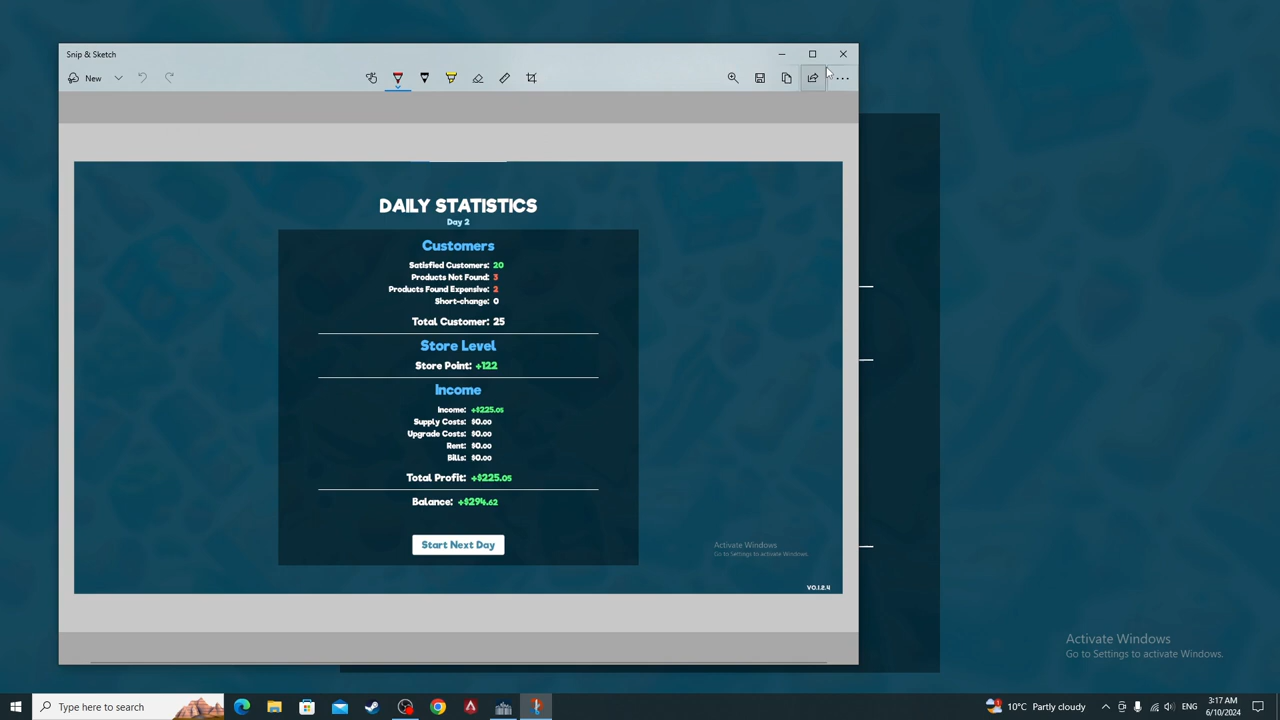 Snip & Sketch
New
DAILY STATISTICS
Day 2
Customers
Satisfied Customers: 20
Products Not Found: 3
Products Found Expensive: 2
Short-change: 0
Total Customer: 25
Store Level
Store Point: +122
Income
Income: +$225.05
Supply Costs: $0.00
Upgrade Costs: $0.00
Rent: $0.00
Bills: $0.00
Total Profit: +$225.05
Balance: +$294.62
Start Next Day
Activate Windows
Go to Settings to activate Windows.
V0.1.2.4
Activate Windows
Go to Settings to activate Windows.
Type here to search
10°C Partly cloudy
ENG
3:17 AM
6/10/2024